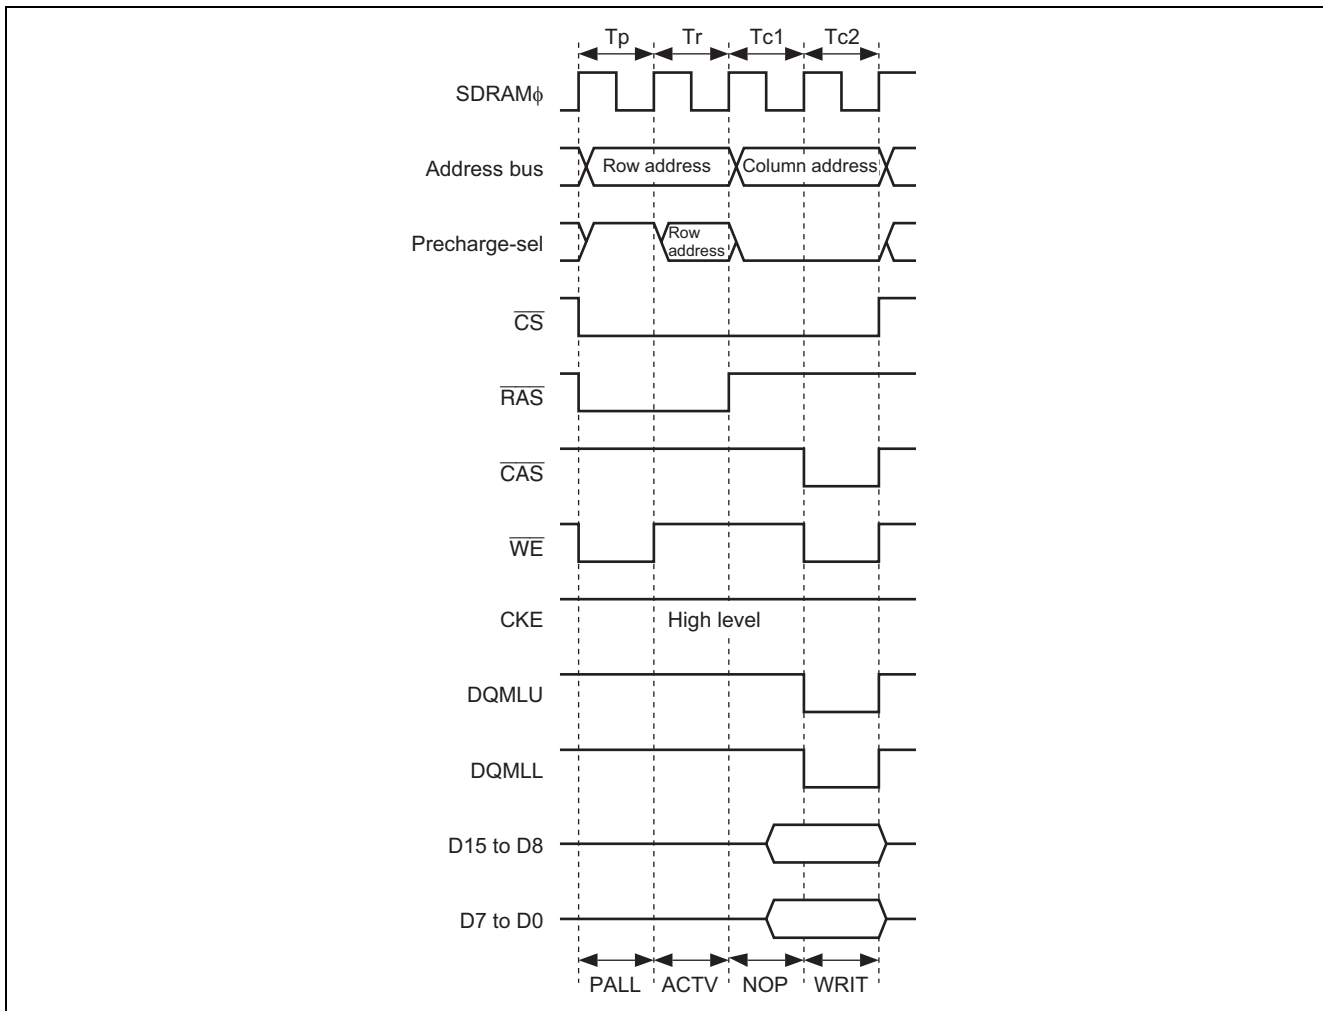 Tp Tr Tc1 Tc2
SDRAMϕ
Address bus Row address Column address
Precharge-sel Row
address
CS
RAS
CAS
WE
CKE High level
DQMLU
DQMLL
D15 to D8
D7 to D0
PALL ACTV NOP WRIT